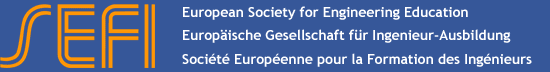 SEFI
European Society for Engineering Education
Europäische Gesellschaft für Ingenieur-Ausbildung
Société Européenne pour la Formation des Ingénieurs